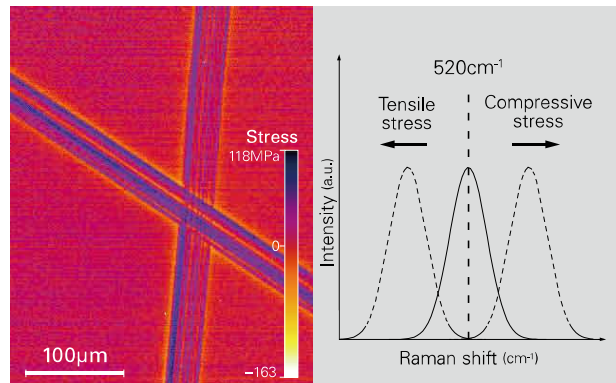 Stress
118MPa
0
−163
100μm
520cm⁻¹
Tensile
stress
Compressive
stress
Intensity (a.u.)
Raman shift (cm⁻¹)